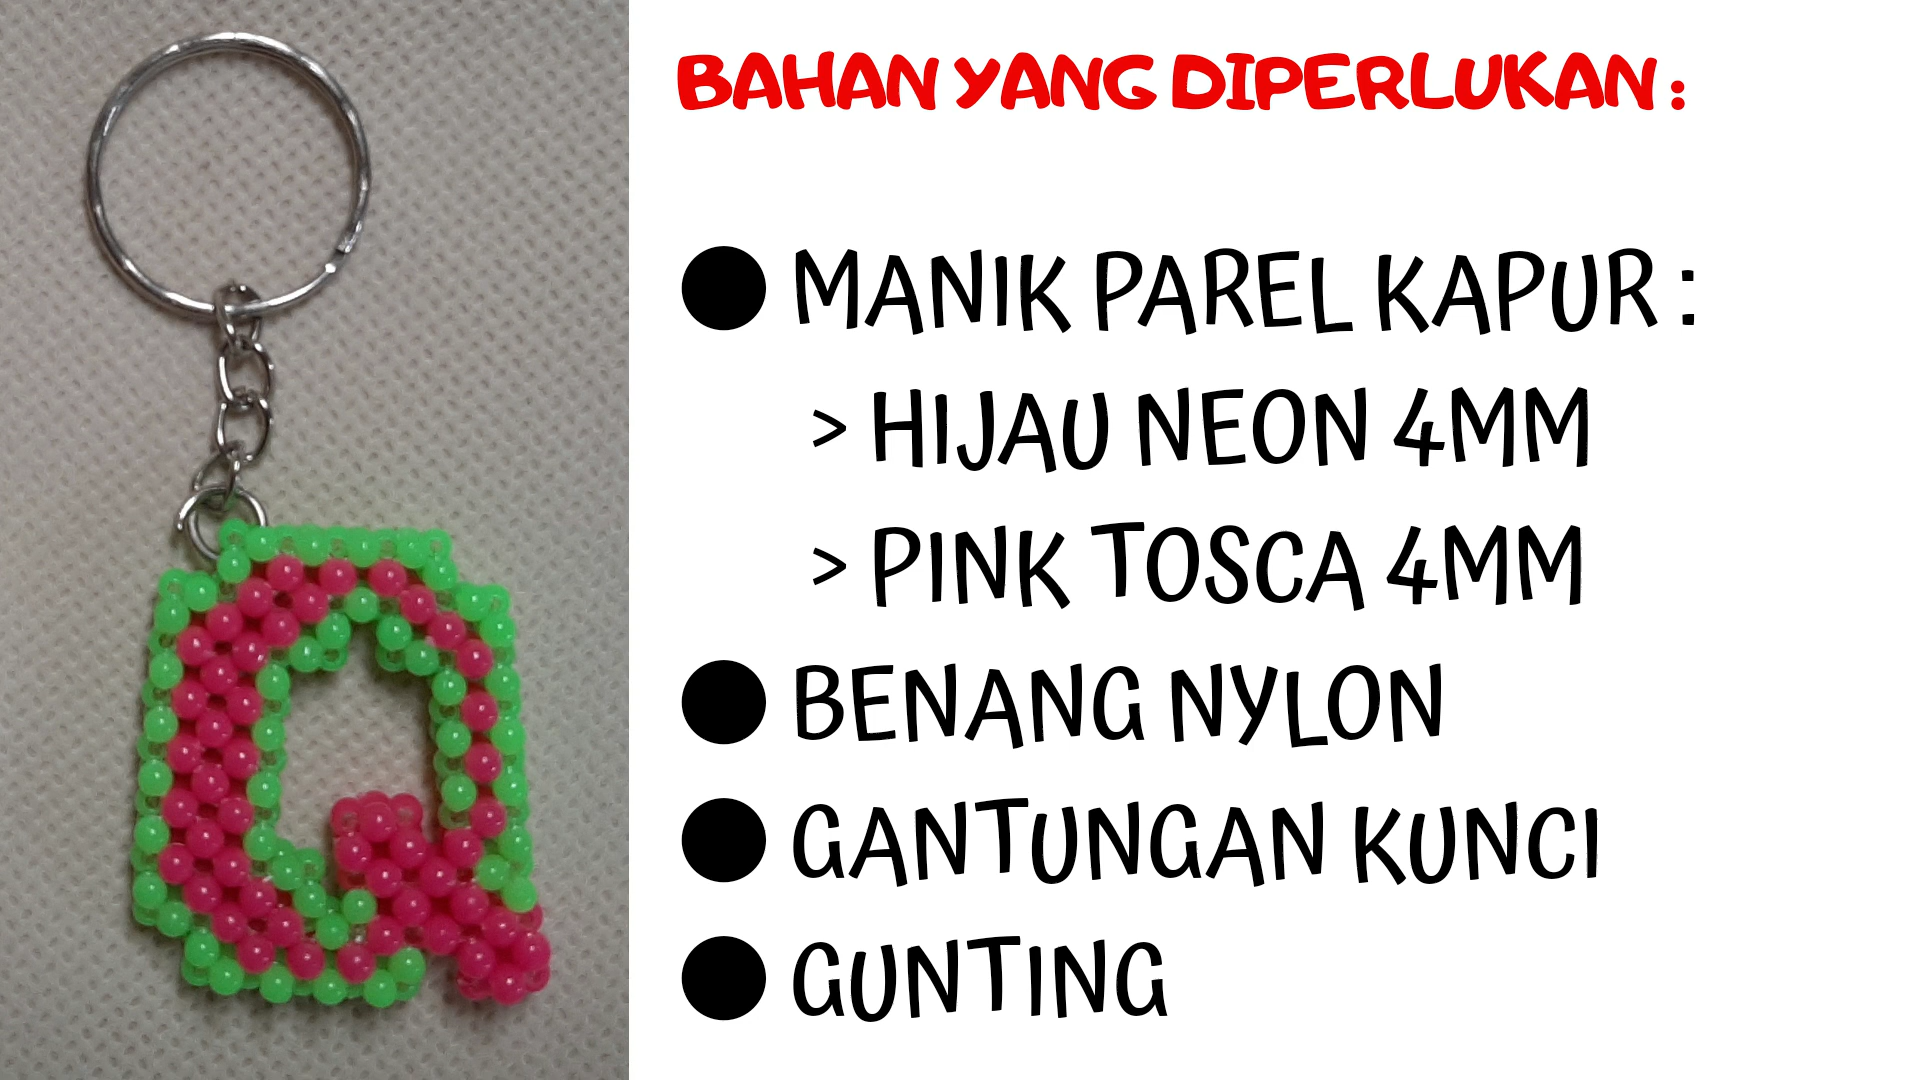 BAHAN YANG DIPERLUKAN :
● MANIK PAREL KAPUR :
> HIJAU NEON 4MM
> PINK TOSCA 4MM
● BENANG NYLON
● GANTUNGAN KUNCI
● GUNTING